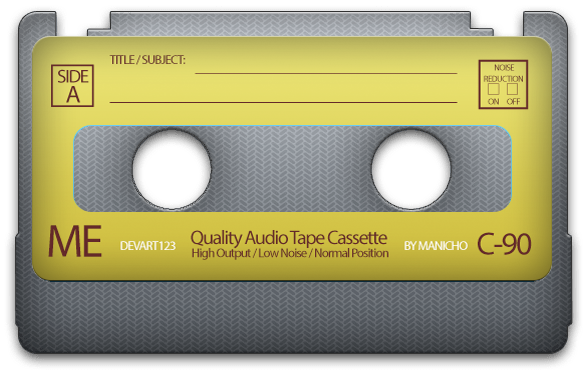 TITLE / SUBJECT:
SIDE
A
NOISE
REDUCTION
ON OFF
ME
DEVART123
Quality Audio Tape Cassette
High Output / Low Noise / Normal Position
BY MANICHO
C-90